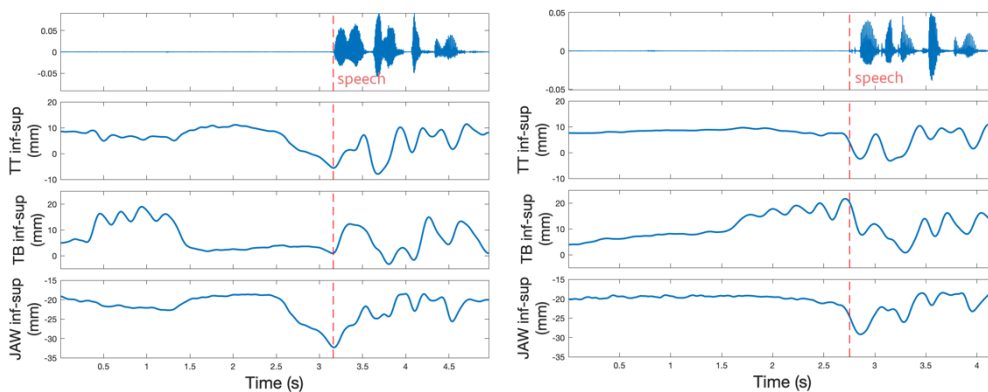 0.05
0
-0.05
speech
20
10
0
-10
TT inf-sup
(mm)
20
10
0
TB inf-sup
(mm)
-15
-20
-25
-30
-35
JAW inf-sup
(mm)
0.5 1 1.5 2 2.5 3 3.5 4 4.5
Time (s)
0.05
0
-0.05
speech
20
10
0
-10
TT inf-sup
(mm)
20
10
0
TB inf-sup
(mm)
-15
-20
-25
-30
-35
JAW inf-sup
(mm)
0.5 1 1.5 2 2.5 3 3.5 4
Time (s)